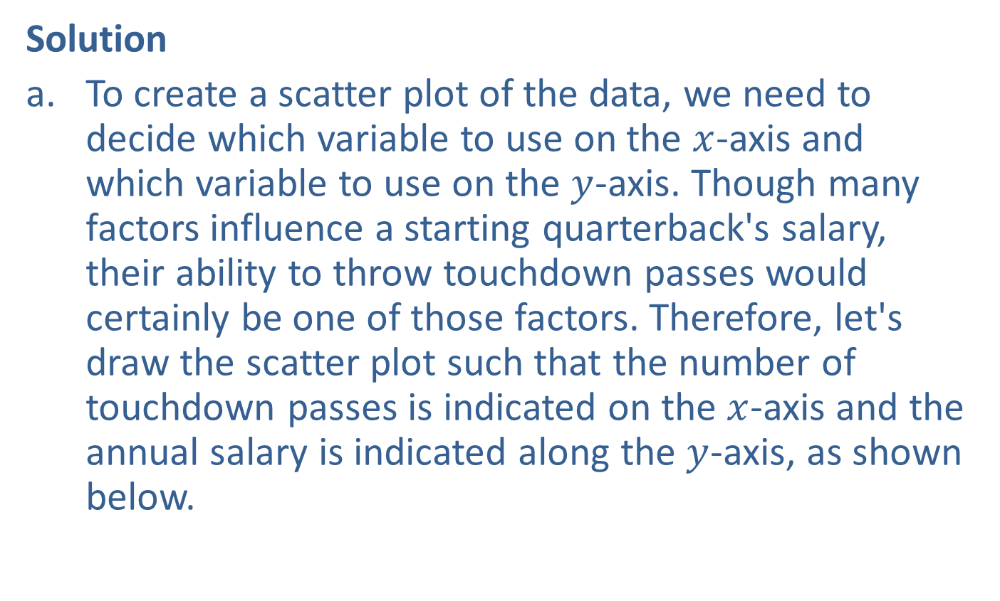 Solution
a. To create a scatter plot of the data, we need to
decide which variable to use on the x-axis and
which variable to use on the y-axis. Though many
factors influence a starting quarterback's salary,
their ability to throw touchdown passes would
certainly be one of those factors. Therefore, let's
draw the scatter plot such that the number of
touchdown passes is indicated on the x-axis and the
annual salary is indicated along the y-axis, as shown
below.